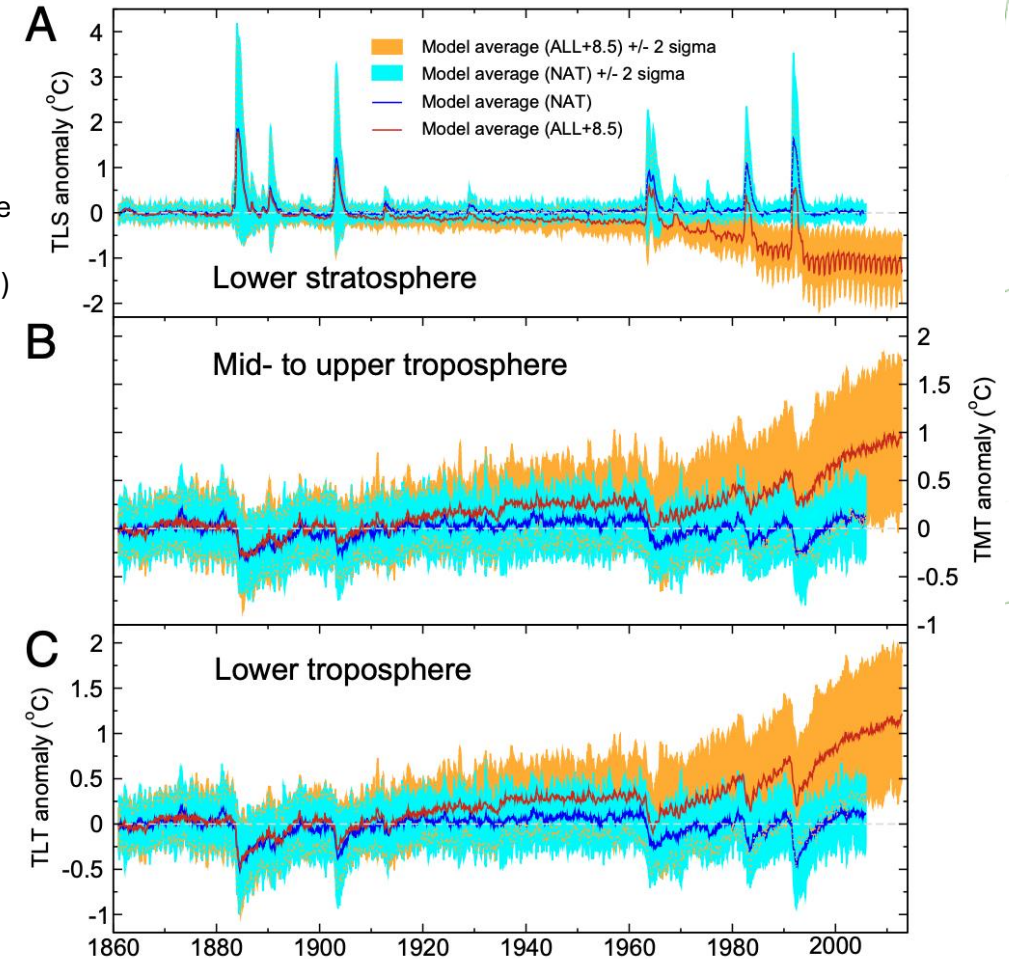 A
TLS anomaly (°C)
4
3
2
1
0
-1
-2
Model average (ALL+8.5) +/- 2 sigma
Model average (NAT) +/- 2 sigma
Model average (NAT)
Model average (ALL+8.5)
Lower stratosphere
e
)
B
Mid- to upper troposphere
2
1.5
1
0.5
0
-0.5
-1
TMT anomaly (°C)
C
Lower troposphere
TLT anomaly (°C)
2
1.5
1
0.5
0
-0.5
-1
1860 1880 1900 1920 1940 1960 1980 2000